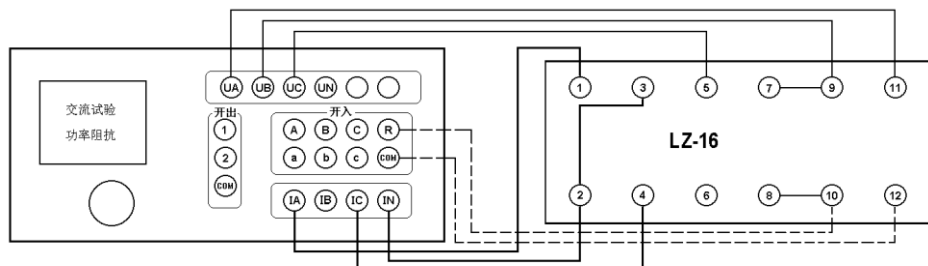 UA UB UC UN
1 3 5 7 9 11
交流试验
功率阻抗
开出
开入
1 A B C R
LZ-16
2 a b c COM
COM
IA IB IC IN
2 4 6 8 10 12